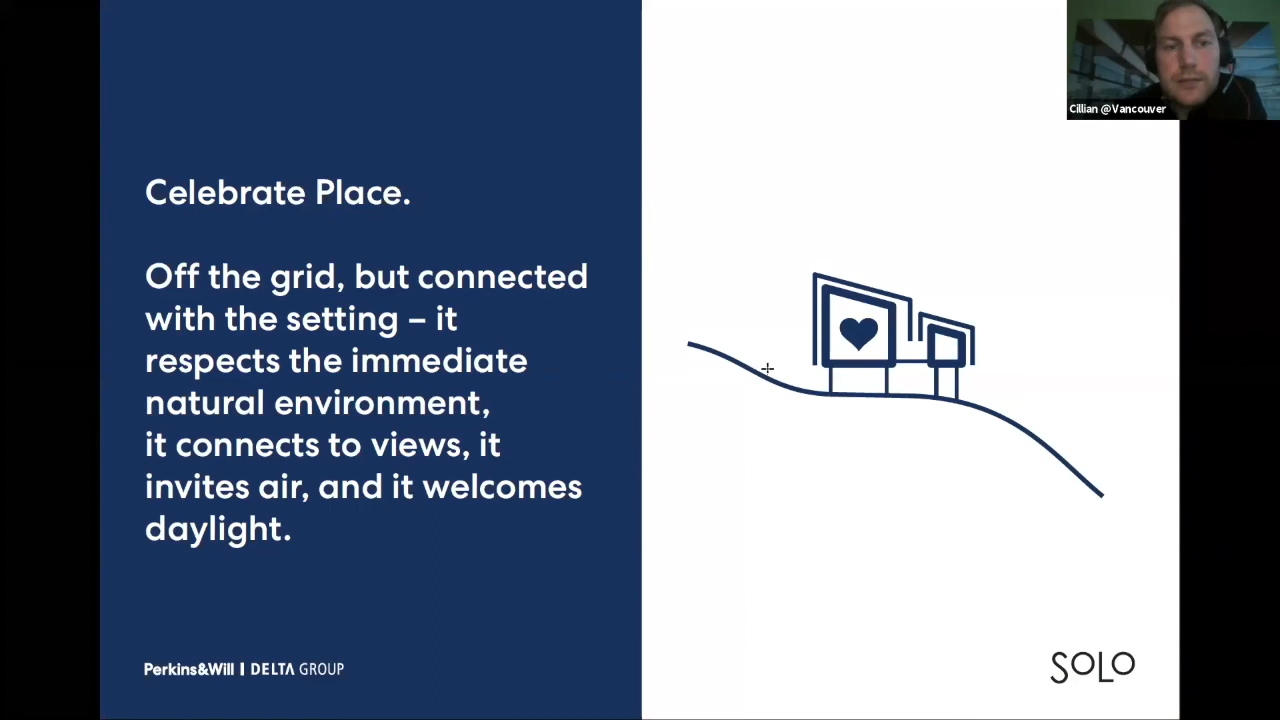 Cillian @Vancouver
Celebrate Place.
Off the grid, but connected
with the setting – it
respects the immediate
natural environment,
it connects to views, it
invites air, and it welcomes
daylight.
Perkins&Will | DELTA GROUP
SOLO